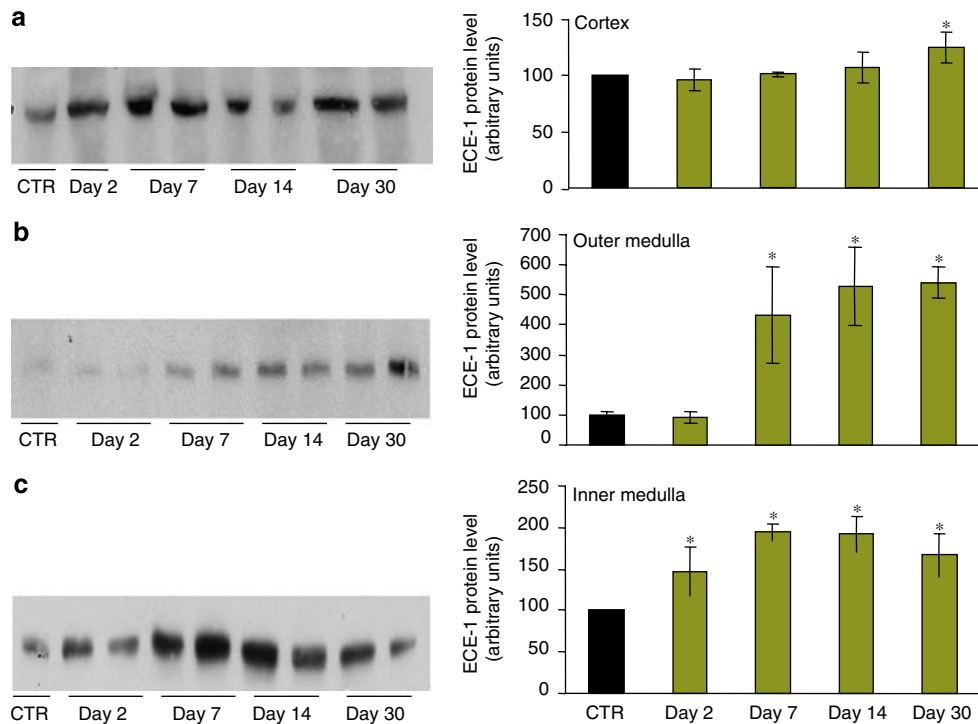 a
CTR Day 2 Day 7 Day 14 Day 30
ECE-1 protein level
(arbitrary units)
150
100
50
0
Cortex
*
b
CTR Day 2 Day 7 Day 14 Day 30
ECE-1 protein level
(arbitrary units)
700
600
500
400
300
200
100
0
Outer medulla
* * *
c
CTR Day 2 Day 7 Day 14 Day 30
ECE-1 protein level
(arbitrary units)
250
200
150
100
50
0
Inner medulla
* * * *
CTR Day 2 Day 7 Day 14 Day 30